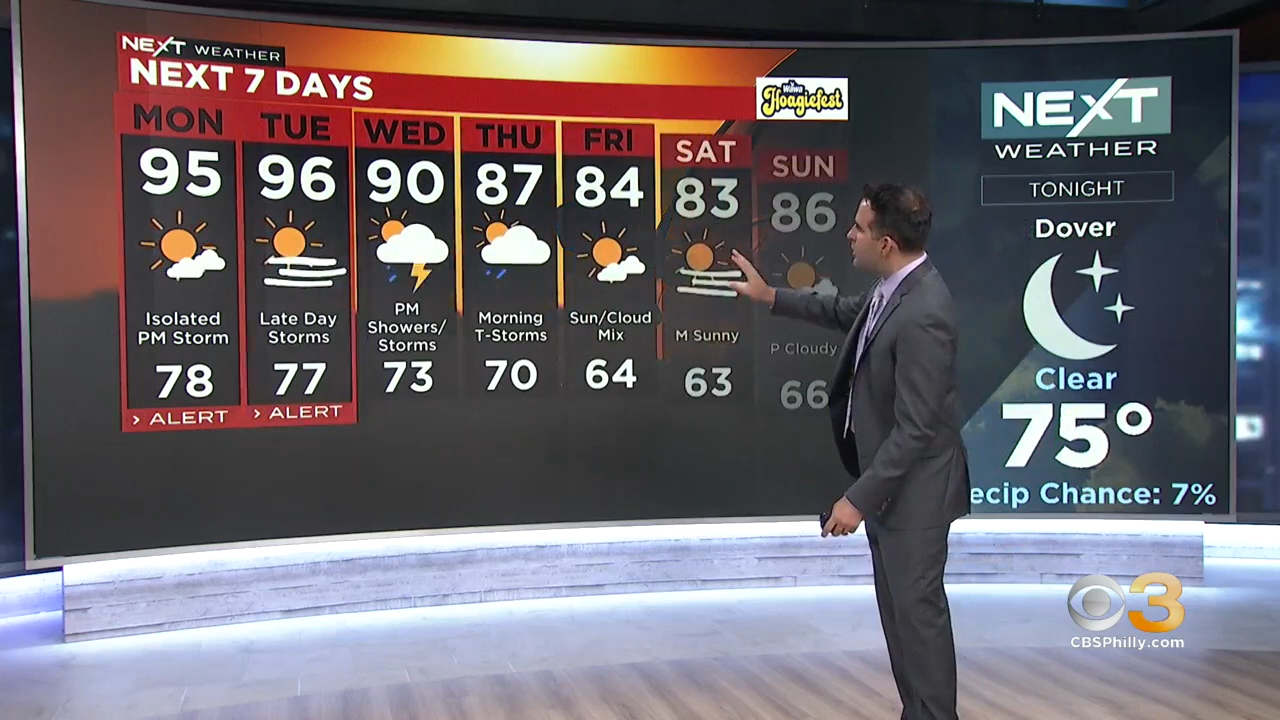 NEXT WEATHER
NEXT 7 DAYS
Wawa
Hoagiefest
MON
95
Isolated
PM Storm
78
> ALERT
TUE
96
Late Day
Storms
77
> ALERT
WED
90
PM
Showers/
Storms
73
THU
87
Morning
T-Storms
70
FRI
84
Sun/Cloud
Mix
64
SAT
83
M Sunny
63
SUN
86
P Cloudy
66
NEXT
WEATHER
TONIGHT
Dover
Clear
75°
ecip Chance: 7%
3
CBSPhilly.com